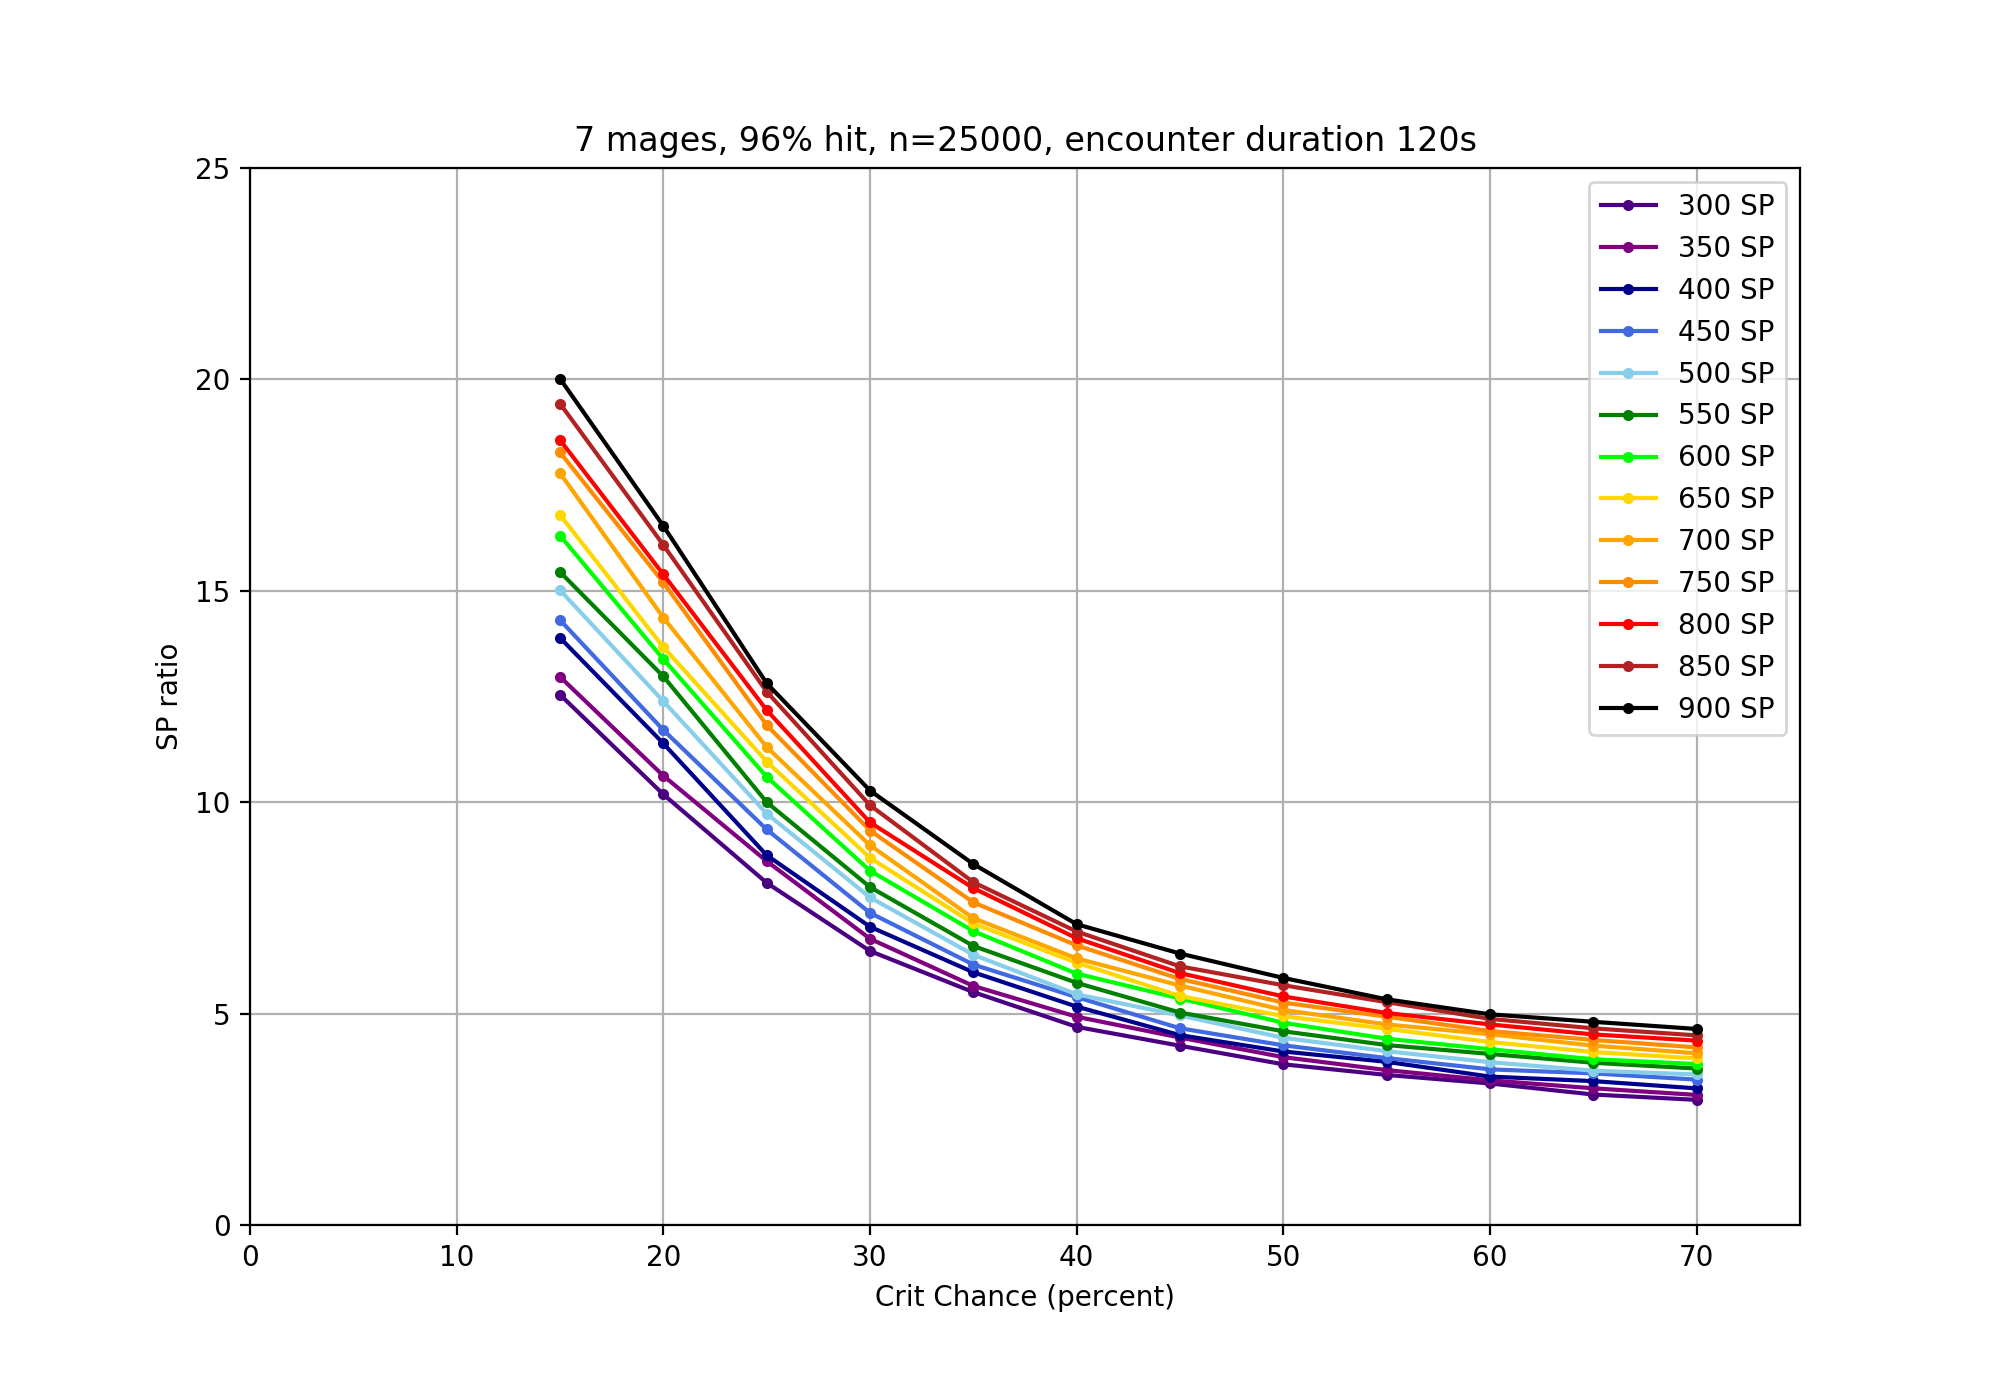 7 mages, 96% hit, n=25000, encounter duration 120s
25
20
15
10
5
0
SP ratio
0 10 20 30 40 50 60 70
Crit Chance (percent)
300 SP
350 SP
400 SP
450 SP
500 SP
550 SP
600 SP
650 SP
700 SP
750 SP
800 SP
850 SP
900 SP